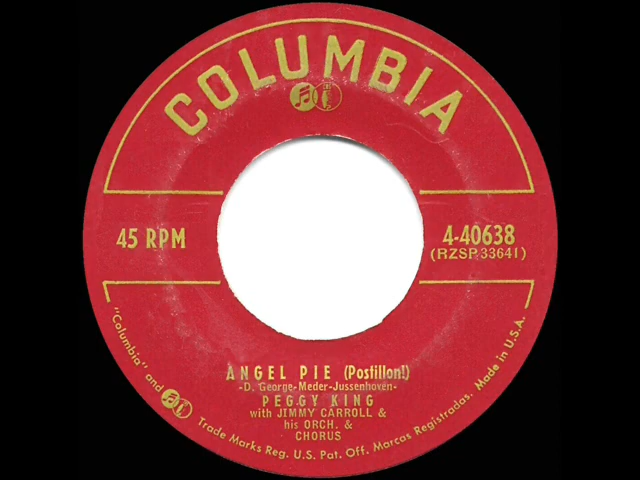 COLUMBIA
45 RPM
4-40638
(RZSP 33641)
ANGEL PIE (Postillon!)
-D. George-Meder-Jussenhoven-
PEGGY KING
with JIMMY CARROLL &
his ORCH. &
CHORUS
"Columbia" and Trade Marks Reg. U.S. Pat. Off. Marcas Registradas. Made in U.S.A.